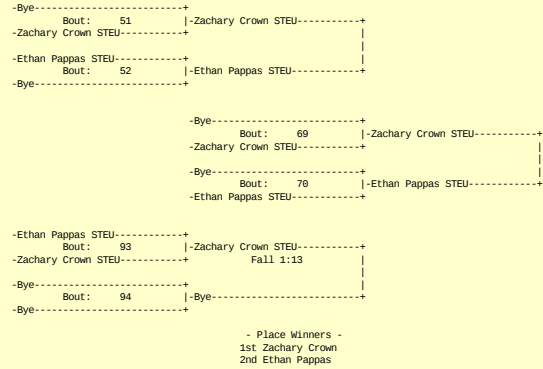 -Bye------------------------+
Bout: 51 |-Zachary Crown STEU-----------+
-Zachary Crown STEU-----------+ |
|
-Ethan Pappas STEU------------+ |
Bout: 52 |-Ethan Pappas STEU------------+
-Bye------------------------+
-Bye------------------------+
Bout: 69 |-Zachary Crown STEU-----------+
-Zachary Crown STEU-----------+ |
|
-Bye------------------------+ |
Bout: 70 |-Ethan Pappas STEU------------+
-Ethan Pappas STEU------------+
-Ethan Pappas STEU------------+
Bout: 93 |-Zachary Crown STEU-----------+
-Zachary Crown STEU-----------+ Fall 1:13 |
|
-Bye------------------------+ |
Bout: 94 |-Bye------------------------+
-Bye------------------------+
- Place Winners -
1st Zachary Crown
2nd Ethan Pappas